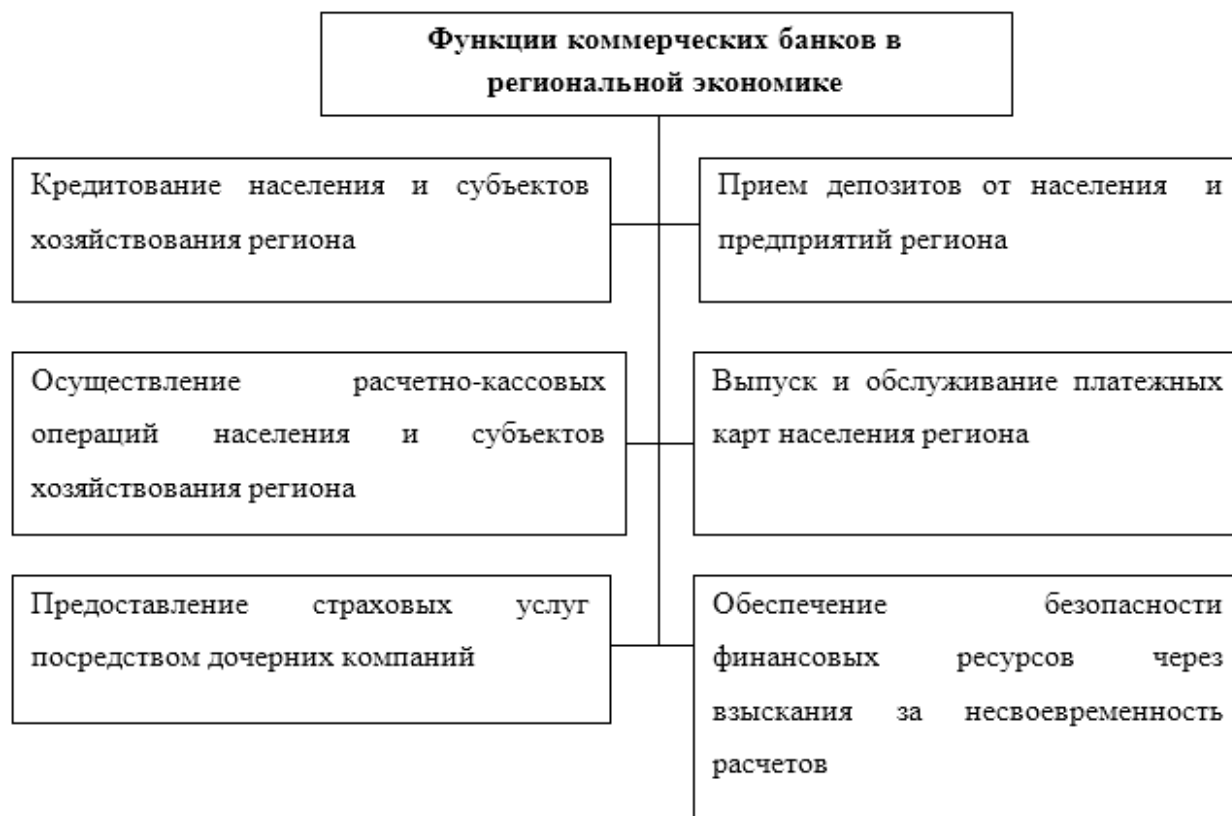 Функции коммерческих банков в
региональной экономике
Кредитование населения и субъектов
хозяйствования региона
Прием депозитов от населения и
предприятий региона
Осуществление расчетно-кассовых
операций населения и субъектов
хозяйствования региона
Выпуск и обслуживание платежных
карт населения региона
Предоставление страховых услуг
посредством дочерних компаний
Обеспечение безопасности
финансовых ресурсов через
взыскания за несвоевременность
расчетов